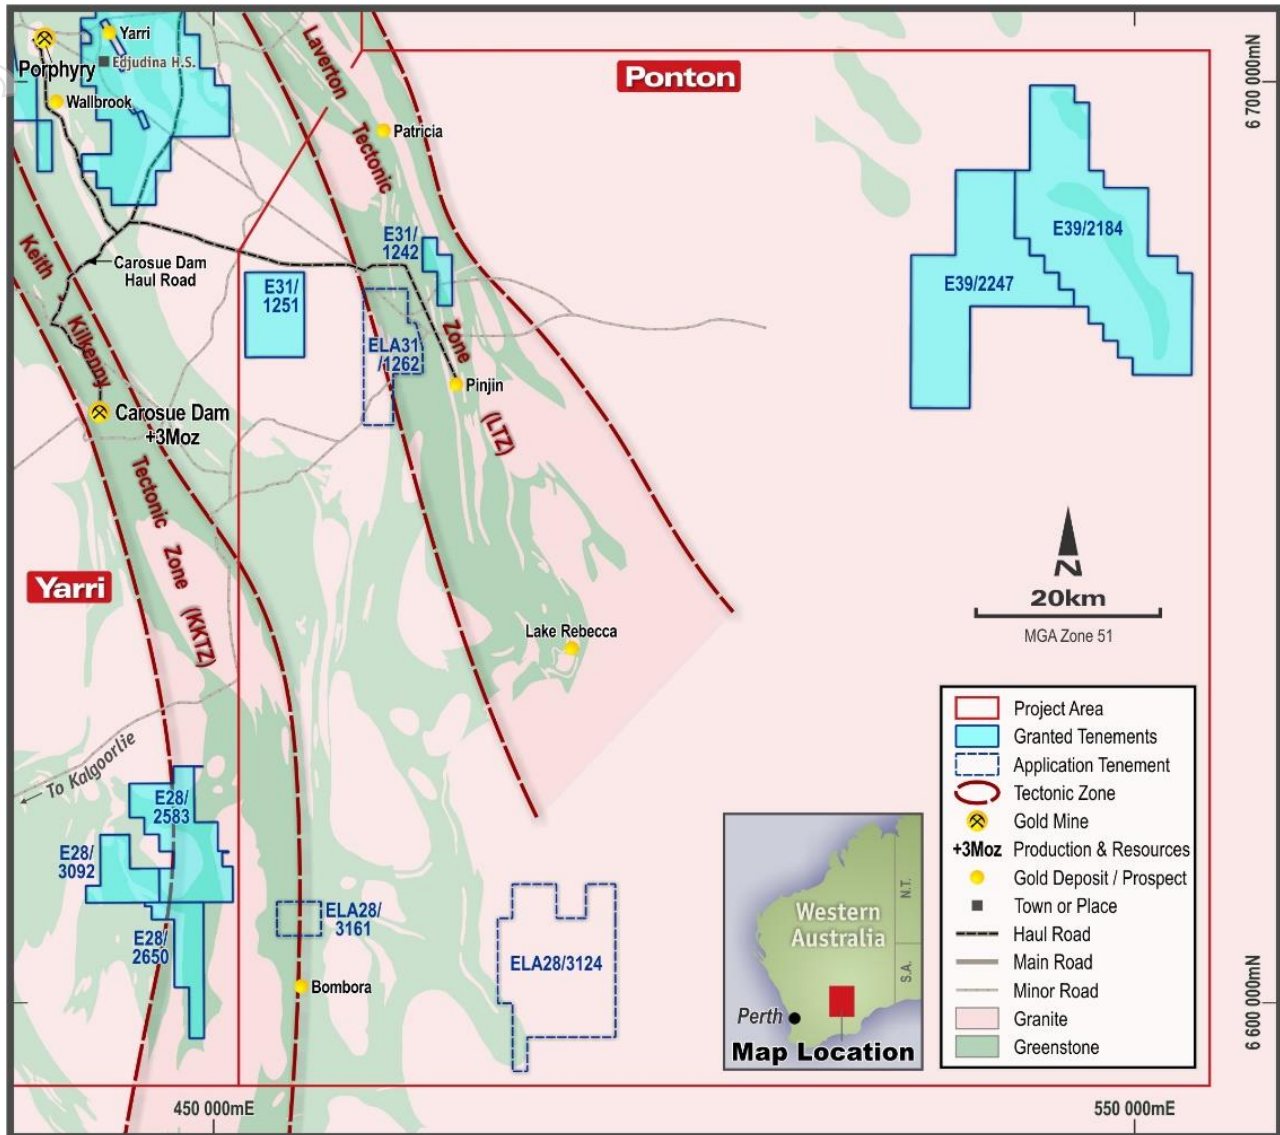 Yarri
Edjudina H.S.
Porphyry
Wallbrook
Laverton
Tectonic
Zone
(LTZ)
Patricia
Ponton
6 700 000mN
E31/
1242
E39/2184
E39/2247
Keith -
Kilkenny
Tectonic
Zone
(KKTZ)
Carosue Dam
Haul Road
E31/
1251
ELA31
/1262
Pinjin
Carosue Dam
+3Moz
Yarri
N
20km
MGA Zone 51
Lake Rebecca
To Kalgoorlie
E28/
2583
E28/
3092
E28/
2650
ELA28/
3161
Bombora
ELA28/3124
Western
Australia
N.T.
S.A.
Perth
Map Location
Project Area
Granted Tenements
Application Tenement
Tectonic Zone
Gold Mine
+3Moz Production & Resources
Gold Deposit / Prospect
Town or Place
Haul Road
Main Road
Minor Road
Granite
Greenstone
6 600 000mN
450 000mE
550 000mE